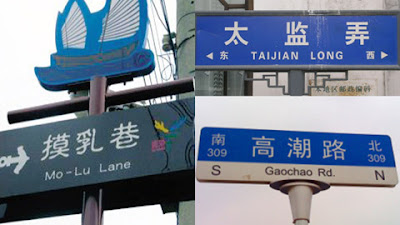 摸乳巷
Mo-Lu Lane
太监弄
东 TAIJIAN LONG 西
南 高潮路 北
309 309
S Gaochao Rd. N